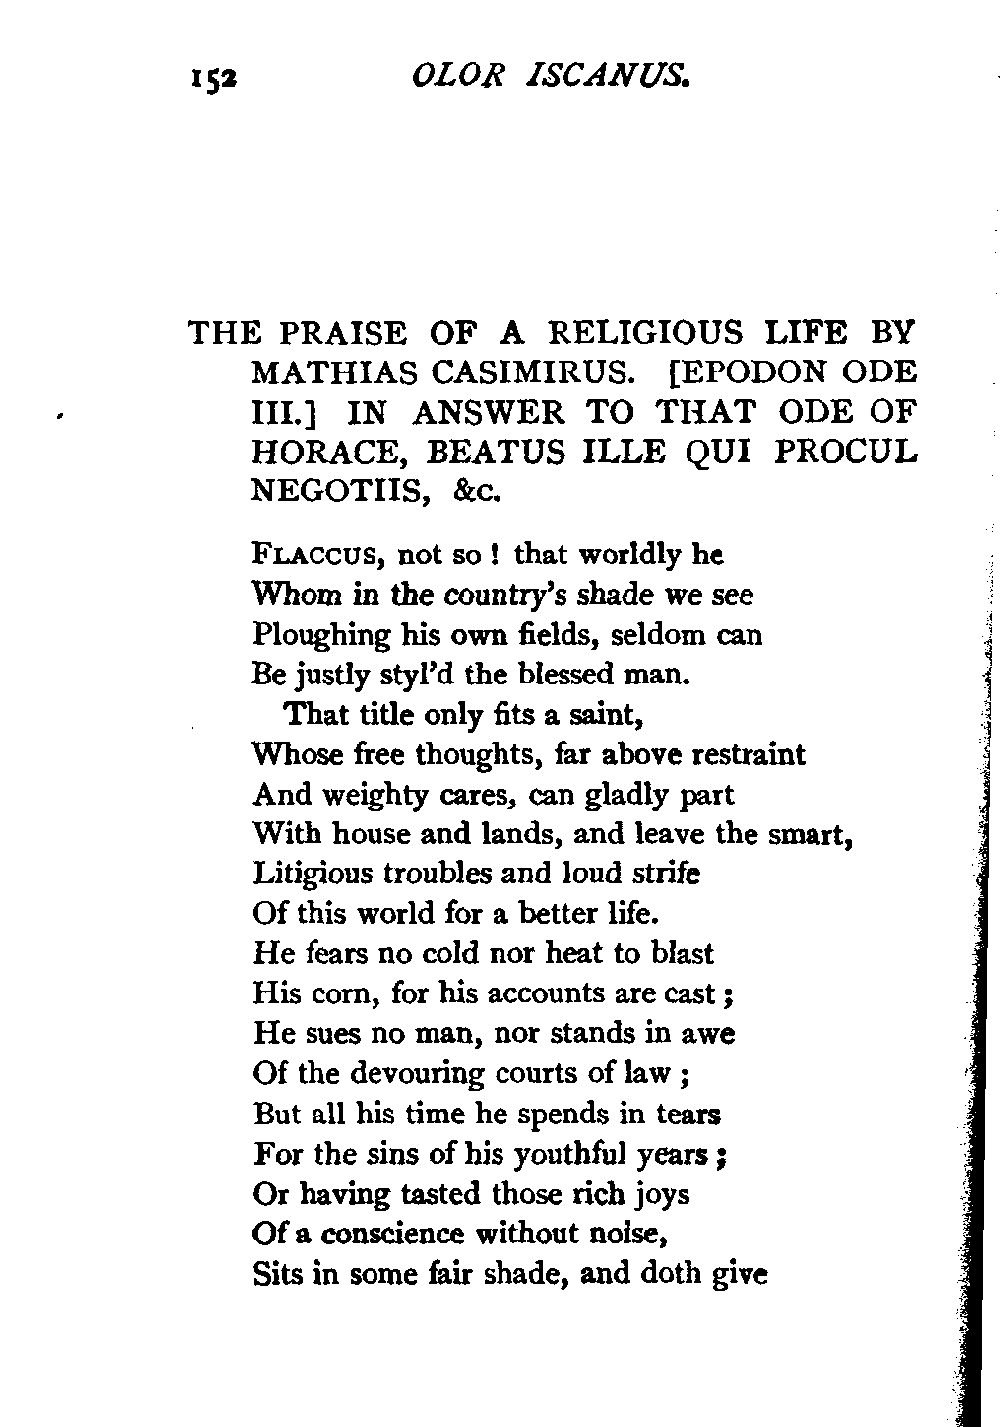 152 OLOR ISCANUS.
THE PRAISE OF A RELIGIOUS LIFE BY
MATHIAS CASIMIRUS. [EPODON ODE
III.] IN ANSWER TO THAT ODE OF
HORACE, BEATUS ILLE QUI PROCUL
NEGOTIIS, &c.
FLACCUS, not so ! that worldly he
Whom in the country's shade we see
Ploughing his own fields, seldom can
Be justly styl'd the blessed man.
That title only fits a saint,
Whose free thoughts, far above restraint
And weighty cares, can gladly part
With house and lands, and leave the smart,
Litigious troubles and loud strife
Of this world for a better life.
He fears no cold nor heat to blast
His corn, for his accounts are cast ;
He sues no man, nor stands in awe
Of the devouring courts of law ;
But all his time he spends in tears
For the sins of his youthful years ;
Or having tasted those rich joys
Of a conscience without noise,
Sits in some fair shade, and doth give